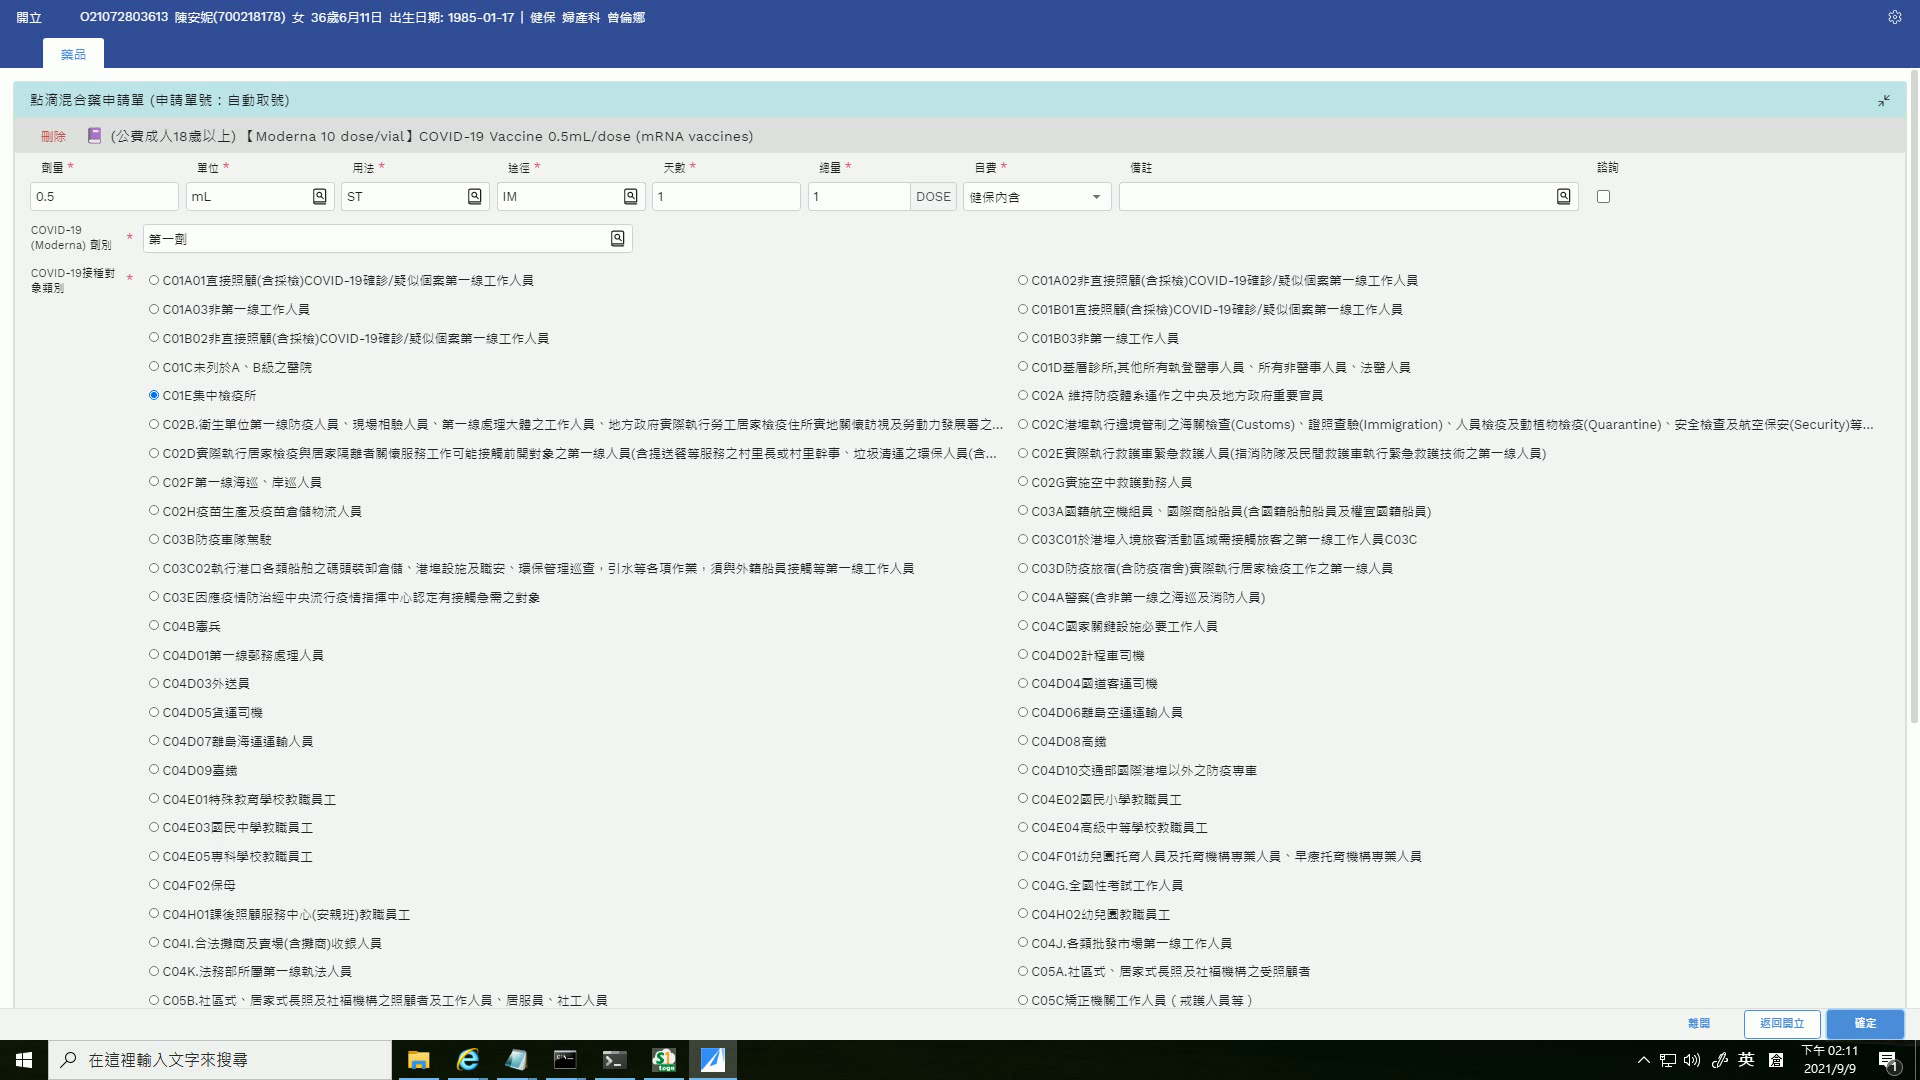 開立 O21072803613 陳安妮(700218178) 女 36歲6月11日 出生日期: 1985-01-17 | 健保 婦產科 曾倫娜
藥品
點滴混合藥申請單 (申請單號：自動取號)
刪除 (公費成人18歲以上) 【Moderna 10 dose/vial】COVID-19 Vaccine 0.5mL/dose (mRNA vaccines)
劑量 * 單位 * 用法 * 途徑 * 天數 * 總量 * 自費 * 備註 諮詢
0.5 mL ST IM 1 1 DOSE 健保內含
COVID-19 (Moderna) 劑別 * 第一劑
COVID-19接種對象類別 *
C01A01直接照顧(含採檢)COVID-19確診/疑似個案第一線工作人員 C01A02非直接照顧(含採檢)COVID-19確診/疑似個案第一線工作人員
C01A03非第一線工作人員 C01B01直接照顧(含採檢)COVID-19確診/疑似個案第一線工作人員
C01B02非直接照顧(含採檢)COVID-19確診/疑似個案第一線工作人員 C01B03非第一線工作人員
C01C未列於A、B級之醫院 C01D基層診所,其他所有執登醫事人員、所有非醫事人員、法醫人員
C01E集中檢疫所 C02A 維持防疫體系運作之中央及地方政府重要官員
C02B.衛生單位第一線防疫人員、現場相驗人員、第一線處理大體之工作人員、地方政府實際執行勞工居家檢疫住所實地關懷訪視及勞動力發展署之... C02C港埠執行邊境管制之海關檢查(Customs)、證照查驗(Immigration)、人員檢疫及動植物檢疫(Quarantine)、安全檢查及航空保安(Security)等...
C02D實際執行居家檢疫與居家隔離者關懷服務工作可能接觸前開對象之第一線人員(含提送餐等服務之村里長或村里幹事、垃圾清運之環保人員(含... C02E實際執行救護車緊急救護人員(指消防隊及民間救護車執行緊急救護技術之第一線人員)
C02F第一線海巡、岸巡人員 C02G實施空中救護勤務人員
C02H疫苗生產及疫苗倉儲物流人員 C03A國籍航空機組員、國際商船船員(含國籍船舶船員及權宜國籍船員)
C03B防疫車隊駕駛 C03C01於港埠入境旅客活動區域需接觸旅客之第一線工作人員C03C
C03C02執行港口各類船舶之碼頭裝卸倉儲、港埠設施及職安、環保管理巡查，引水等各項作業，須與外籍船員接觸等第一線工作人員 C03D防疫旅宿(含防疫宿舍)實際執行居家檢疫工作之第一線人員
C03E因應疫情防治經中央流行疫情指揮中心認定有接觸急需之對象 C04A警察(含非第一線之海巡及消防人員)
C04B憲兵 C04C國家關鍵設施必要工作人員
C04D01第一線郵務處理人員 C04D02計程車司機
C04D03外送員 C04D04國道客運司機
C04D05貨運司機 C04D06離島空運運輸人員
C04D07離島海運運輸人員 C04D08高鐵
C04D09臺鐵 C04D10交通部國際港埠以外之防疫專車
C04E01特殊教育學校教職員工 C04E02國民小學教職員工
C04E03國民中學教職員工 C04E04高級中等學校教職員工
C04E05專科學校教職員工 C04F01幼兒園托育人員及托育機構專業人員、早療托育機構專業人員
C04F02保母 C04G.全國性考試工作人員
C04H01課後照顧服務中心(安親班)教職員工 C04H02幼兒園教職員工
C04I.合法攤商及賣場(含攤商)收銀人員 C04J.各類批發市場第一線工作人員
C04K.法務部所屬第一線執法人員 C05A.社區式、居家式長照及社福機構之受照顧者
C05B.社區式、居家式長照及社福機構之照顧者及工作人員、居服員、社工人員 C05C矯正機關工作人員（戒護人員等）
離開 返回開立 確定
在這裡輸入文字來搜尋 英 下午 02:11
2021/9/9 1